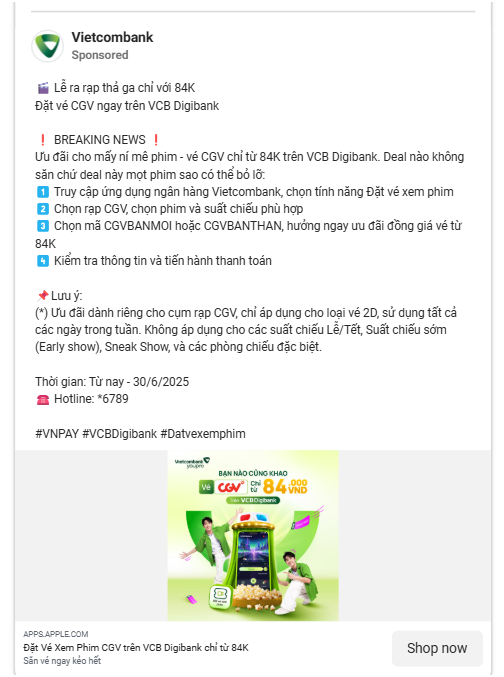 Vietcombank
Sponsored
🎬 Lễ ra rạp thả ga chỉ với 84K
Đặt vé CGV ngay trên VCB Digibank
❗ BREAKING NEWS ❗
Ưu đãi cho mấy ní mê phim - vé CGV chỉ từ 84K trên VCB Digibank. Deal nào không
săn chứ deal này mọt phim sao có thể bỏ lỡ:
1️⃣ Truy cập ứng dụng ngân hàng Vietcombank, chọn tính năng Đặt vé xem phim
2️⃣ Chọn rạp CGV, chọn phim và suất chiếu phù hợp
3️⃣ Chọn mã CGVBANMOI hoặc CGVBANTHAN, hưởng ngay ưu đãi đồng giá vé từ
84K
4️⃣ Kiểm tra thông tin và tiến hành thanh toán
📌Lưu ý:
(*) Ưu đãi dành riêng cho cụm rạp CGV, chỉ áp dụng cho loại vé 2D, sử dụng tất cả
các ngày trong tuần. Không áp dụng cho các suất chiếu Lễ/Tết, Suất chiếu sớm
(Early show), Sneak Show, và các phòng chiếu đặc biệt.
Thời gian: Từ nay - 30/6/2025
☎️ Hotline: *6789
#VNPAY #VCBDigibank #Datvexemphim
Vietcombank
youpro
BẠN NÀO CŨNG KHAO
Vé CGV Chỉ từ 84.000 VND
trên VCBDigibank
APPS.APPLE.COM
Đặt Vé Xem Phim CGV trên VCB Digibank chỉ từ 84K
Săn vé ngay kẻo hết
Shop now